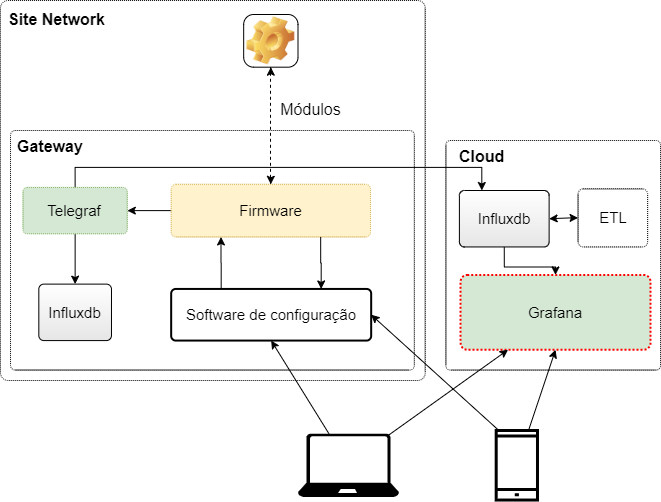 Site Network
Módulos
Gateway
Telegraf
Firmware
Influxdb
Software de configuração
Cloud
Influxdb
ETL
Grafana